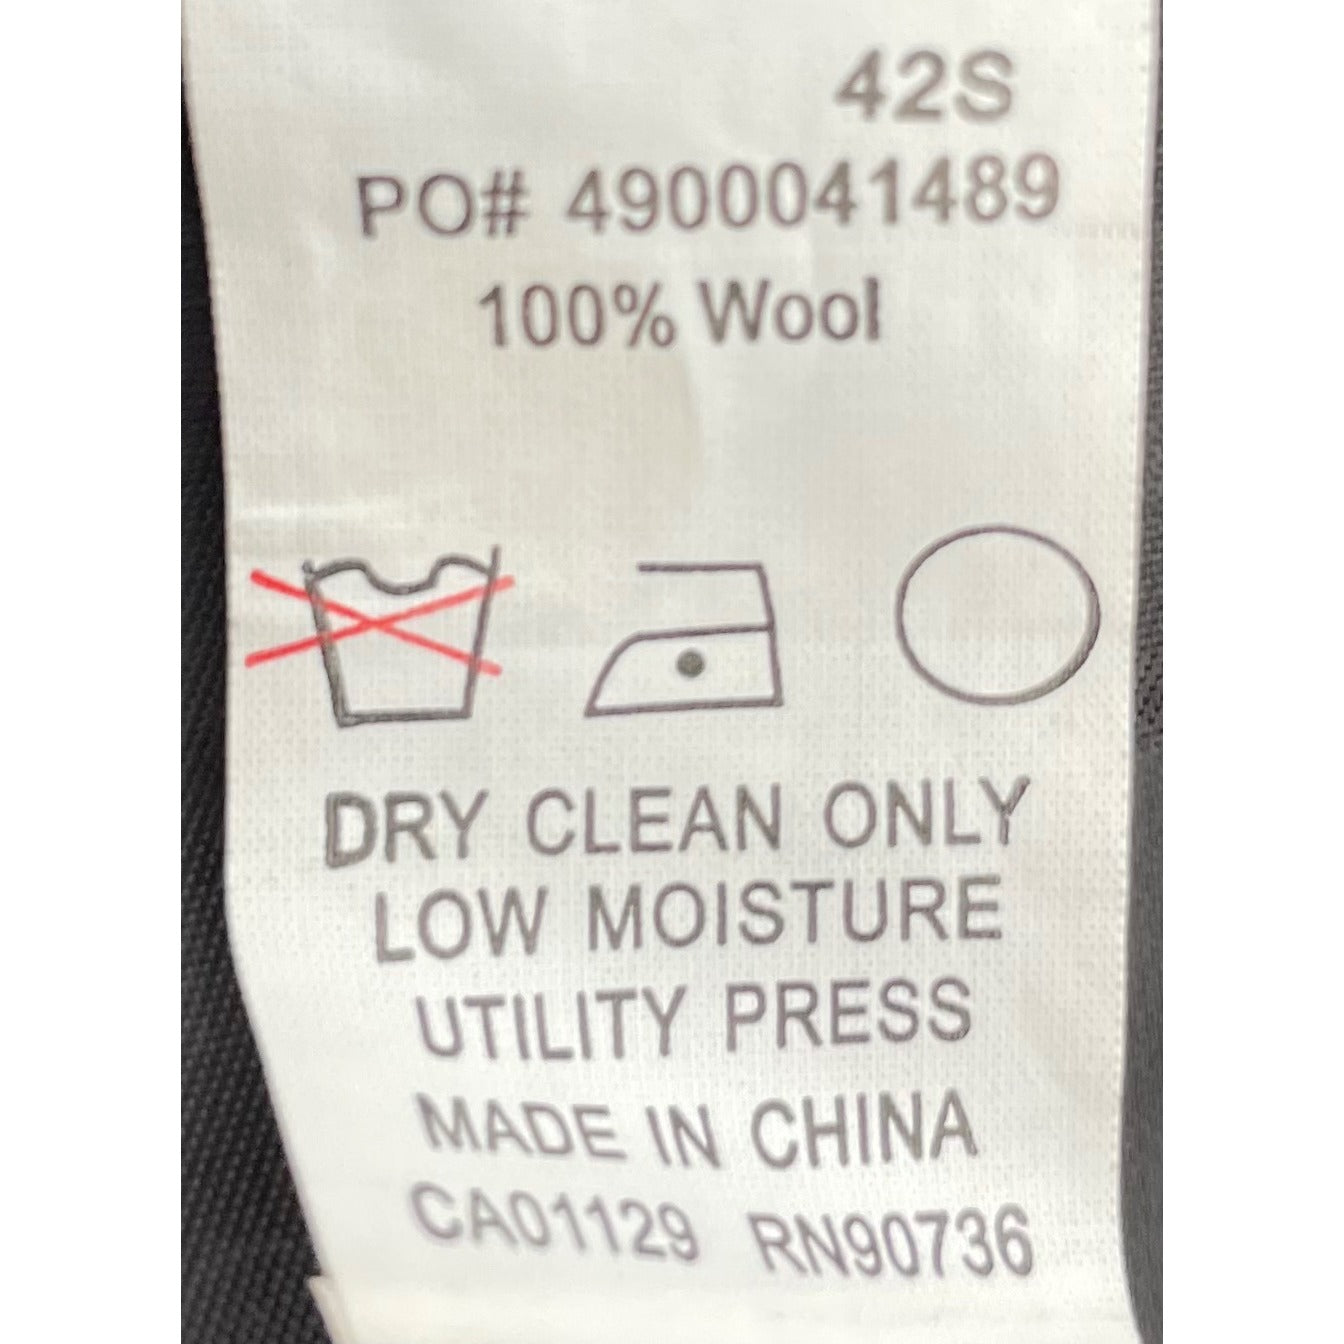 42S
PO# 4900041489
100% Wool
DRY CLEAN ONLY
LOW MOISTURE
UTILITY PRESS
MADE IN CHINA
CA01129 RN90736